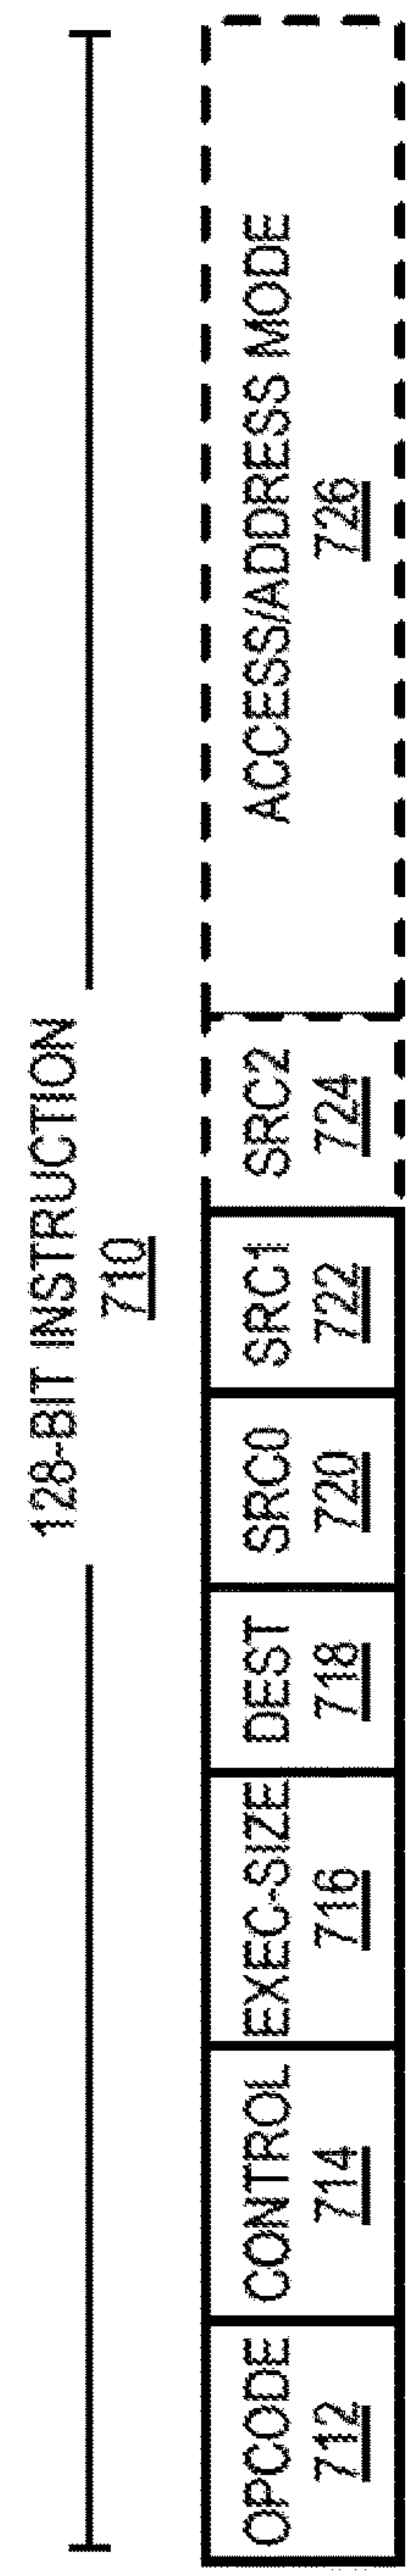 128-BIT INSTRUCTION
710
OPCODE
712
CONTROL
714
EXEC-SIZE
716
DEST
718
SRC0
720
SRC1
722
SRC2
724
ACCESS/ADDRESS MODE
726